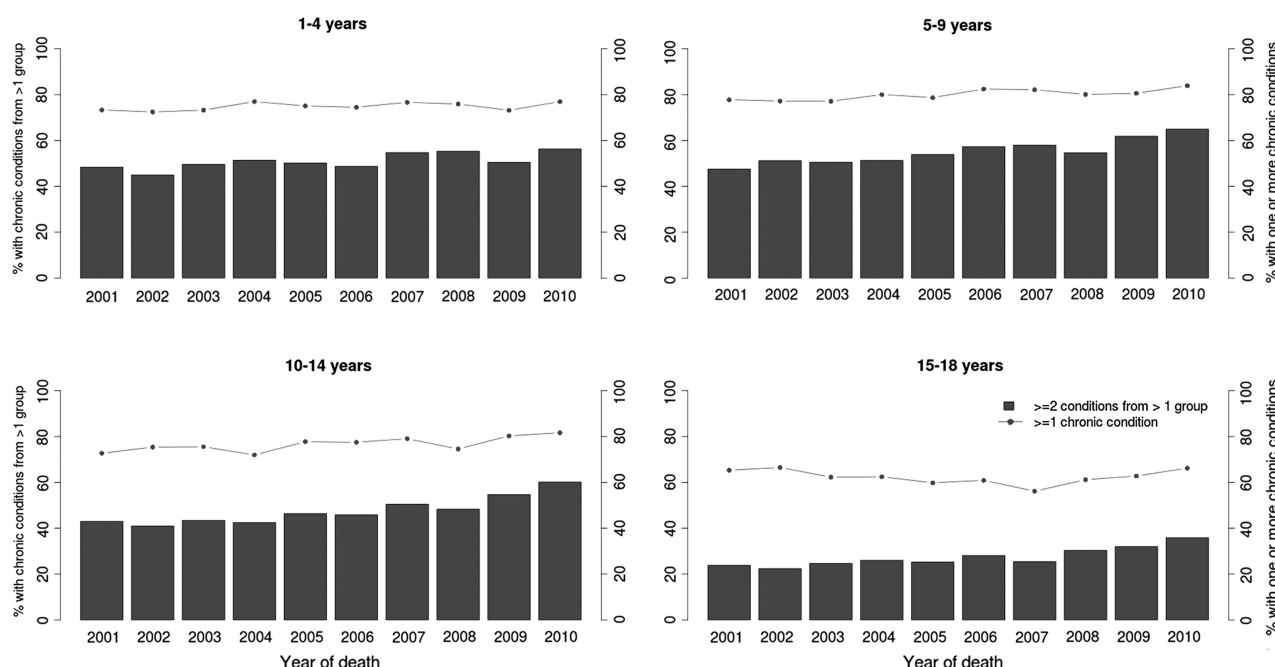 1-4 years
% with chronic conditions from >1 group
0 20 40 60 80 100
0 20 40 60 80 100
2001 2002 2003 2004 2005 2006 2007 2008 2009 2010
5-9 years
0 20 40 60 80 100
0 20 40 60 80 100
% with one or more chronic conditions
2001 2002 2003 2004 2005 2006 2007 2008 2009 2010
10-14 years
% with chronic conditions from >1 group
0 20 40 60 80 100
0 20 40 60 80 100
2001 2002 2003 2004 2005 2006 2007 2008 2009 2010
Year of death
15-18 years
>=2 conditions from > 1 group
>=1 chronic condition
0 20 40 60 80 100
0 20 40 60 80 100
% with one or more chronic conditions
2001 2002 2003 2004 2005 2006 2007 2008 2009 2010
Year of death